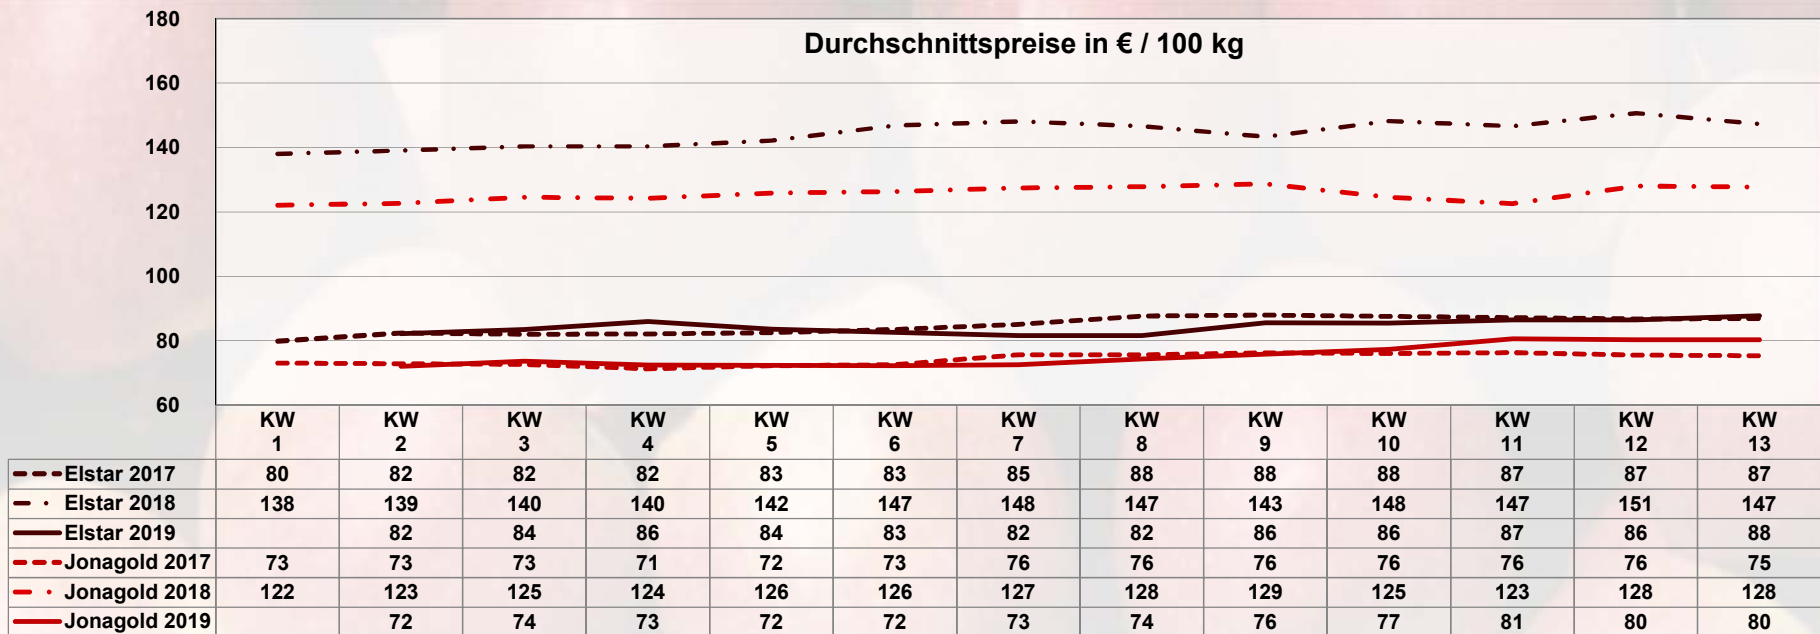 Durchschnittspreise in € / 100 kg
180
160
140
120
100
80
60
KW 1 KW 2 KW 3 KW 4 KW 5 KW 6 KW 7 KW 8 KW 9 KW 10 KW 11 KW 12 KW 13
Elstar 2017 80 82 82 82 83 83 85 88 88 88 87 87 87
Elstar 2018 138 139 140 140 142 147 148 147 143 148 147 151 147
Elstar 2019 82 84 86 84 83 82 82 86 86 87 86 88
Jonagold 2017 73 73 73 71 72 73 76 76 76 76 76 76 75
Jonagold 2018 122 123 125 124 126 126 127 128 129 125 123 128 128
Jonagold 2019 72 74 73 72 72 73 74 76 77 81 80 80